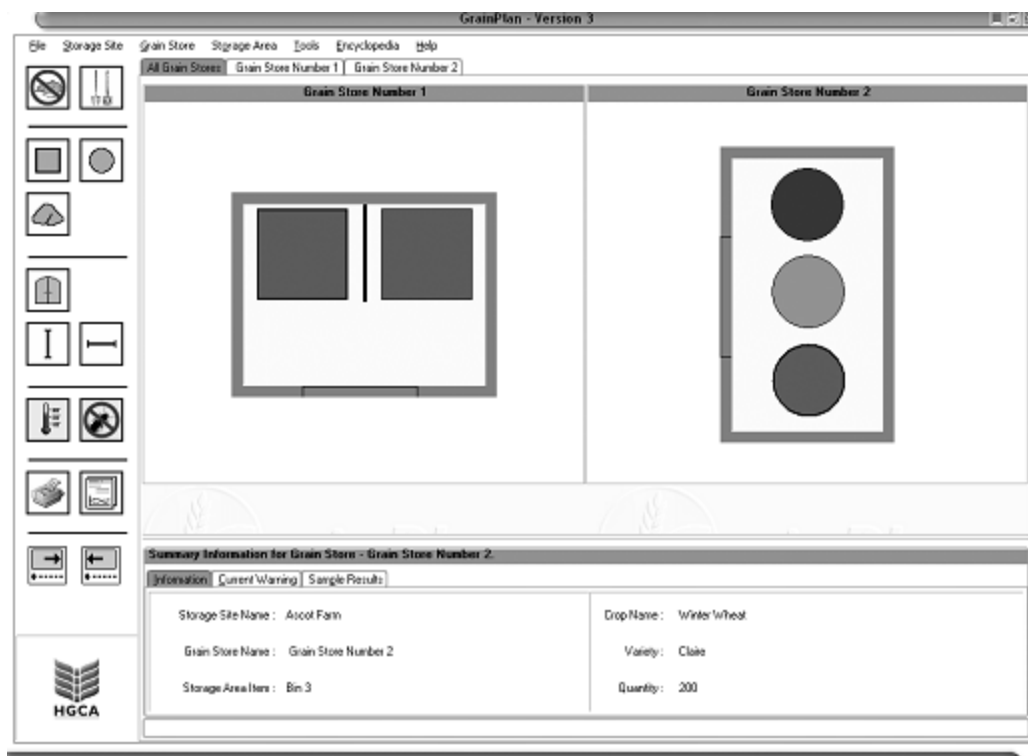 GrainPlan - Version 3
File Storage Site Grain Store Storage Area Tools Encyclopedia Help
All Grain Stores Grain Store Number 1 Grain Store Number 2
Grain Store Number 1 Grain Store Number 2
Summary Information for Grain Store - Grain Store Number 2.
Information Current Warning Sample Results
Storage Site Name : Ascot Farm Crop Name : Winter Wheat
Grain Store Name : Grain Store Number 2 Variety : Claire
Storage Area Item : Bin 3 Quantity : 200
HGCA